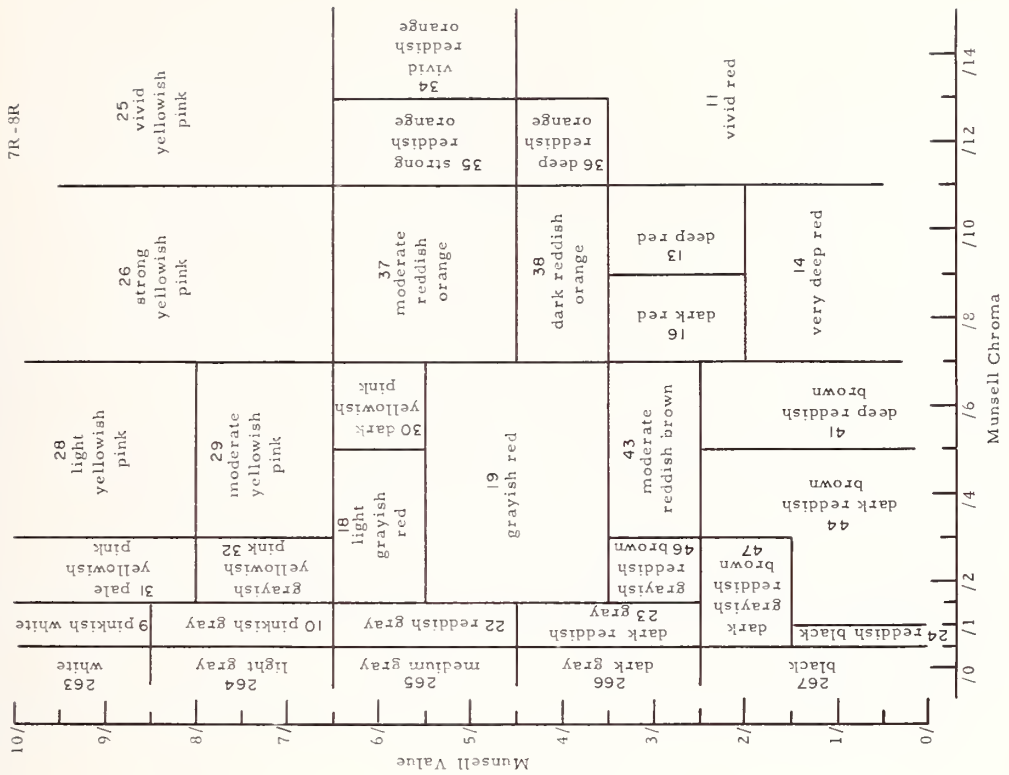 7R-8R
25
vivid
yellowish
pink
34
vivid
reddish
orange
35 strong
reddish
orange
36 deep
reddish
orange
11
vivid red
26
strong
yellowish
pink
37
moderate
reddish
orange
38
dark reddish
orange
13
deep red
16
dark red
14
very deep red
28
light
yellowish
pink
29
moderate
yellowish pink
30 dark
yellowish
pink
18
light
grayish
red
19
grayish red
43
moderate
reddish brown
41
deep reddish
brown
44
dark reddish
brown
31 pale
yellowish
pink
grayish
yellowish
pink 32
grayish
reddish
46 brown
dark
grayish
reddish
brown
47
9 pinkish white
10 pinkish gray
22 reddish gray
dark reddish
23 gray
24 reddish black
263
white
264
light gray
265
medium gray
266
dark gray
267
black
/0 /1 /2 /4 /6 /8 /10 /12 /14
Munsell Chroma
10/ 9/ 8/ 7/ 6/ 5/ 4/ 3/ 2/ 1/ 0/
Munsell Value